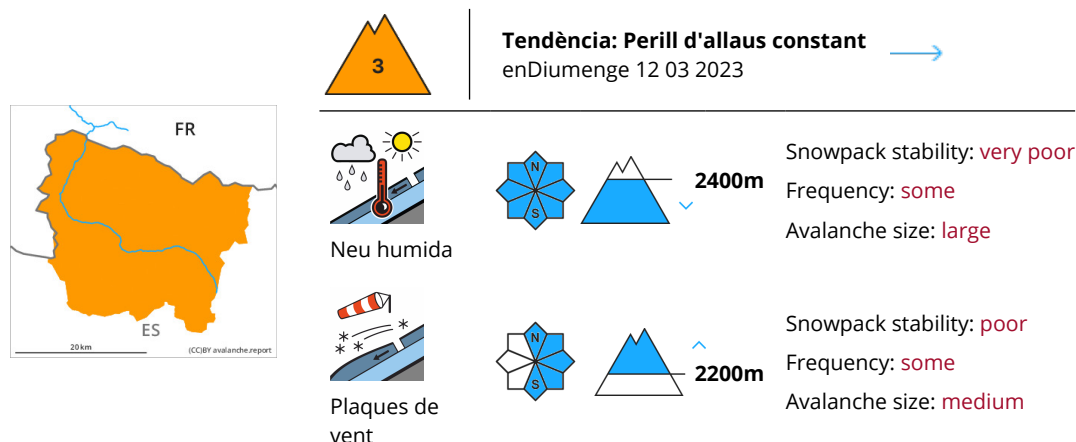 3
Tendència: Perill d'allaus constant
enDiumenge 12 03 2023
FR
ES
20 km
(CC)BY avalanche.report
Neu humida
N
S
2400m
Snowpack stability: very poor
Frequency: some
Avalanche size: large
Plaques de
vent
N
S
2200m
Snowpack stability: poor
Frequency: some
Avalanche size: medium